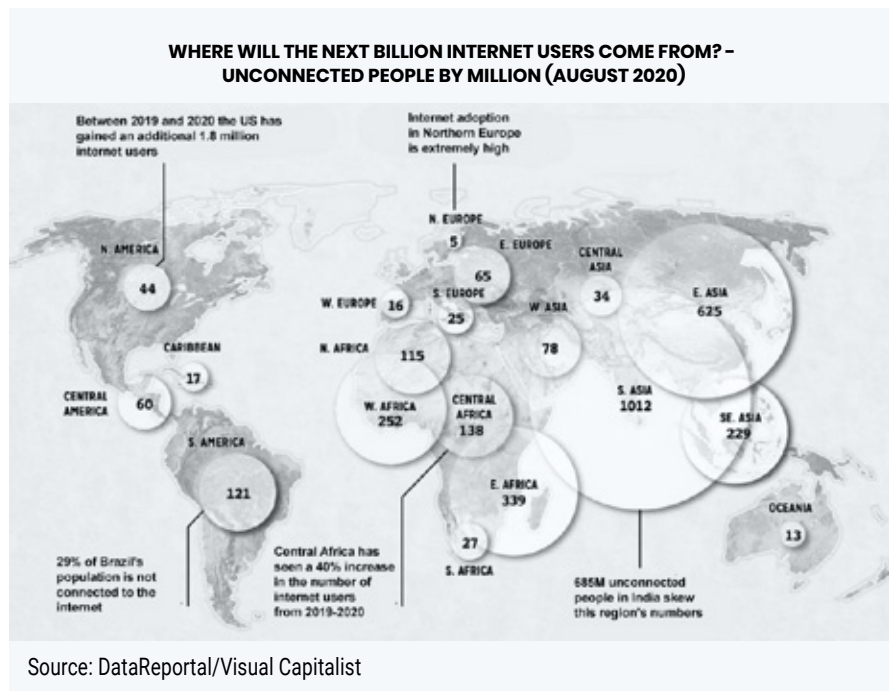 WHERE WILL THE NEXT BILLION INTERNET USERS COME FROM? –
UNCONNECTED PEOPLE BY MILLION (AUGUST 2020)
Between 2019 and 2020 the US has
gained an additional 1.8 million
internet users
Internet adoption
in Northern Europe
is extremely high
N. AMERICA
44
N. EUROPE
5
E. EUROPE
65
CENTRAL
ASIA
34
E. ASIA
625
W. EUROPE
16
S. EUROPE
25
W. ASIA
78
N. AFRICA
115
CARIBBEAN
17
CENTRAL
AMERICA
60
W. AFRICA
252
CENTRAL
AFRICA
138
S. ASIA
1012
SE. ASIA
229
S. AMERICA
121
E. AFRICA
339
OCEANIA
13
27
S. AFRICA
29% of Brazil's
population is not
connected to the
internet
Central Africa has
seen a 40% increase
in the number of
internet users
from 2019-2020
685M unconnected
people in India skew
this region's numbers
Source: DataReportal/Visual Capitalist